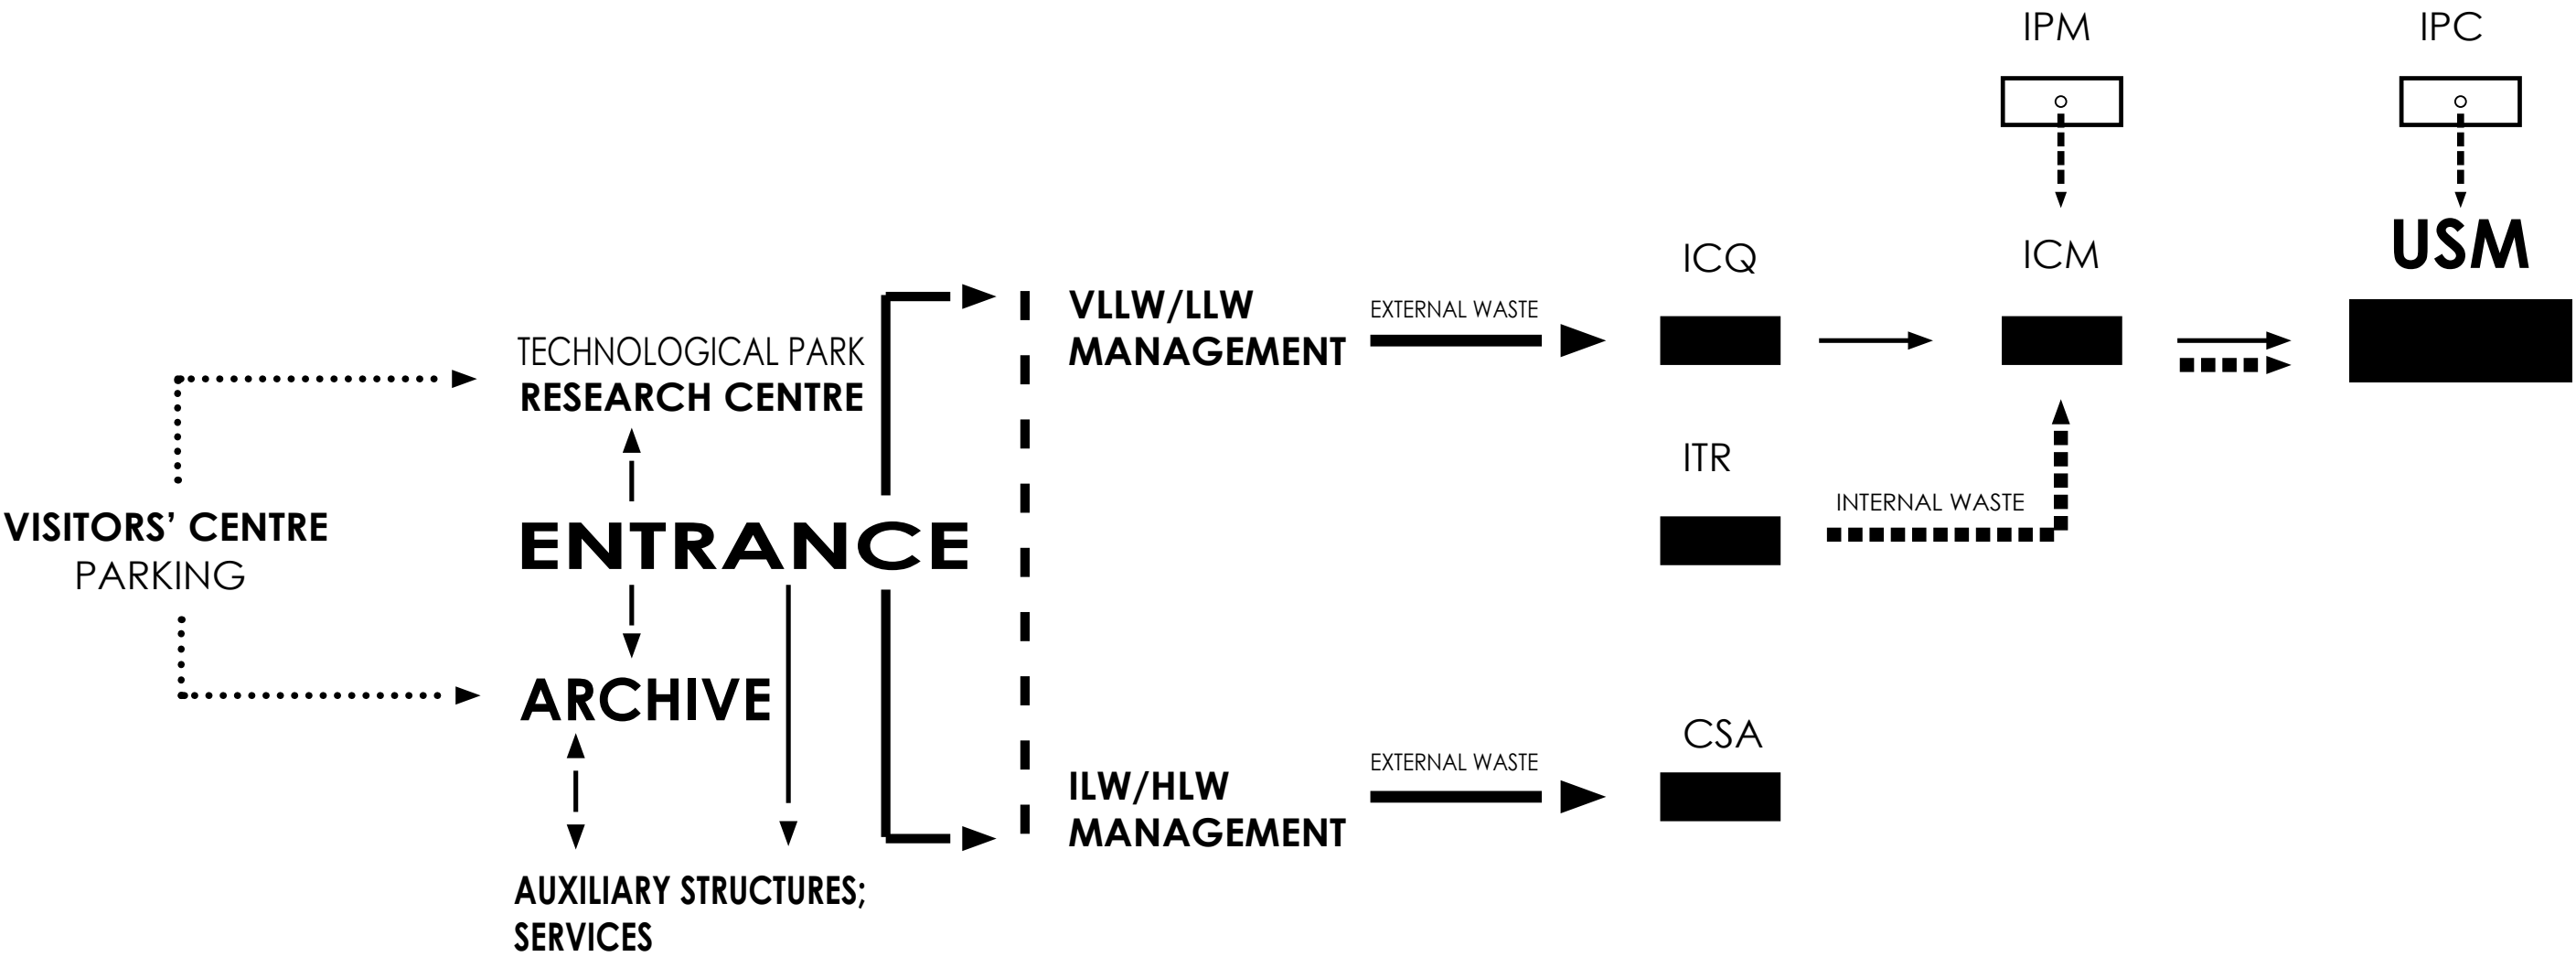 IPM
IPC
USM
ICQ
ICM
VLLW/LLW
MANAGEMENT
EXTERNAL WASTE
TECHNOLOGICAL PARK
RESEARCH CENTRE
ITR
INTERNAL WASTE
VISITORS’ CENTRE
PARKING
ENTRANCE
ARCHIVE
CSA
ILW/HLW
MANAGEMENT
EXTERNAL WASTE
AUXILIARY STRUCTURES;
SERVICES